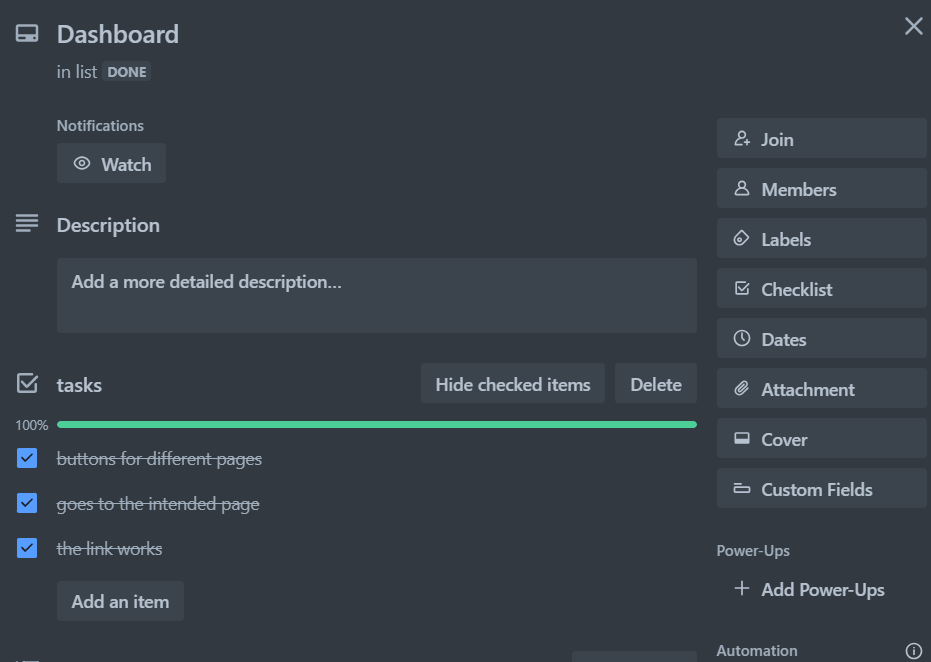 Dashboard
in list DONE
Notifications
Watch
Description
Add a more detailed description...
tasks
Hide checked items
Delete
100%
buttons for different pages
goes to the intended page
the link works
Add an item
Join
Members
Labels
Checklist
Dates
Attachment
Cover
Custom Fields
Power-Ups
Add Power-Ups
Automation